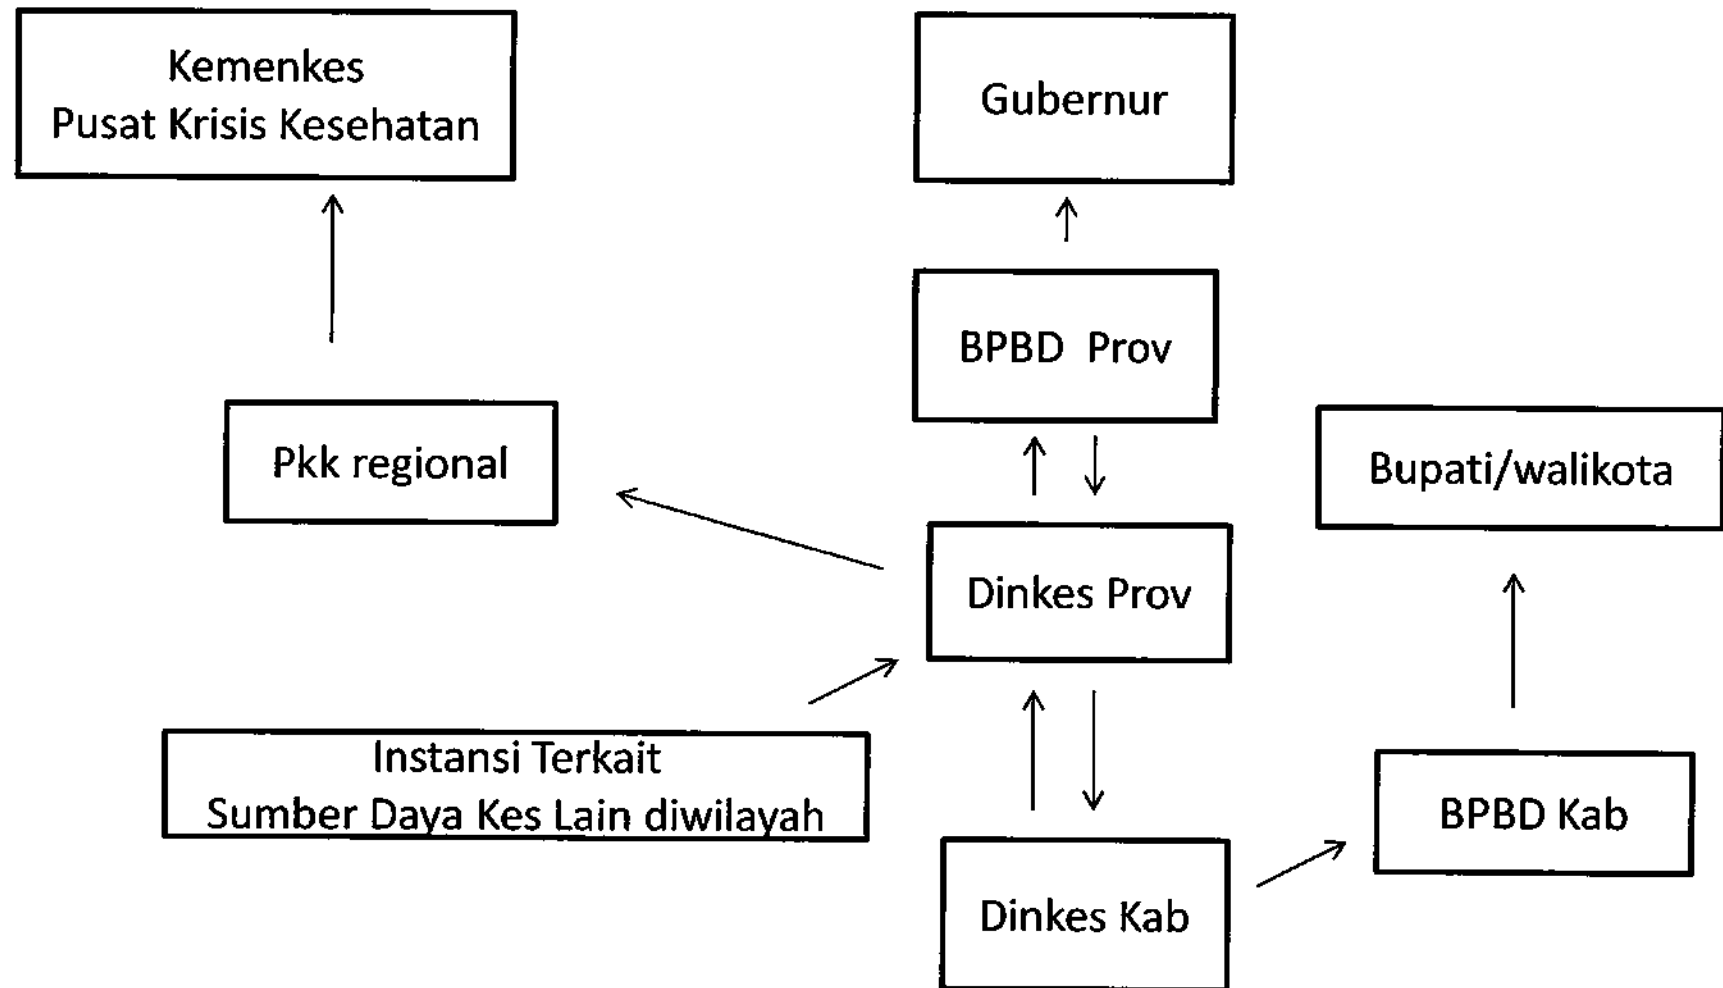 Kemenkes
Pusat Krisis Kesehatan
Gubernur
BPBD Prov
Pkk regional
Bupati/walikota
Dinkes Prov
Instansi Terkait
Sumber Daya Kes Lain diwilayah
BPBD Kab
Dinkes Kab